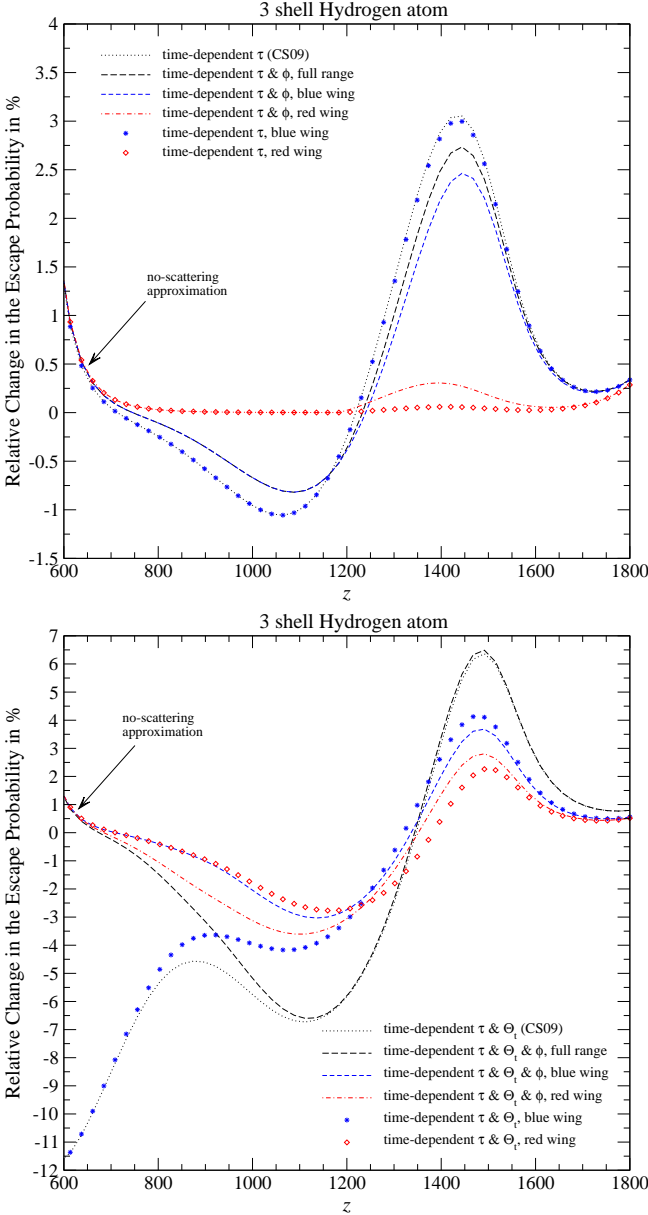 3 shell Hydrogen atom
Relative Change in the Escape Probability in %
4
3.5
3
2.5
2
1.5
1
0.5
0
-0.5
-1
-1.5
time-dependent τ (CS09)
time-dependent τ & ϕ, full range
time-dependent τ & ϕ, blue wing
time-dependent τ & ϕ, red wing
time-dependent τ, blue wing
time-dependent τ, red wing
no-scattering
approximation
600 800 1000 1200 1400 1600 1800
z
3 shell Hydrogen atom
Relative Change in the Escape Probability in %
7
6
5
4
3
2
1
0
-1
-2
-3
-4
-5
-6
-7
-8
-9
-10
-11
-12
no-scattering
approximation
time-dependent τ & Θt (CS09)
time-dependent τ & Θt & ϕ, full range
time-dependent τ & Θt & ϕ, blue wing
time-dependent τ & Θt & ϕ, red wing
time-dependent τ & Θt, blue wing
time-dependent τ & Θt, red wing
600 800 1000 1200 1400 1600 1800
z